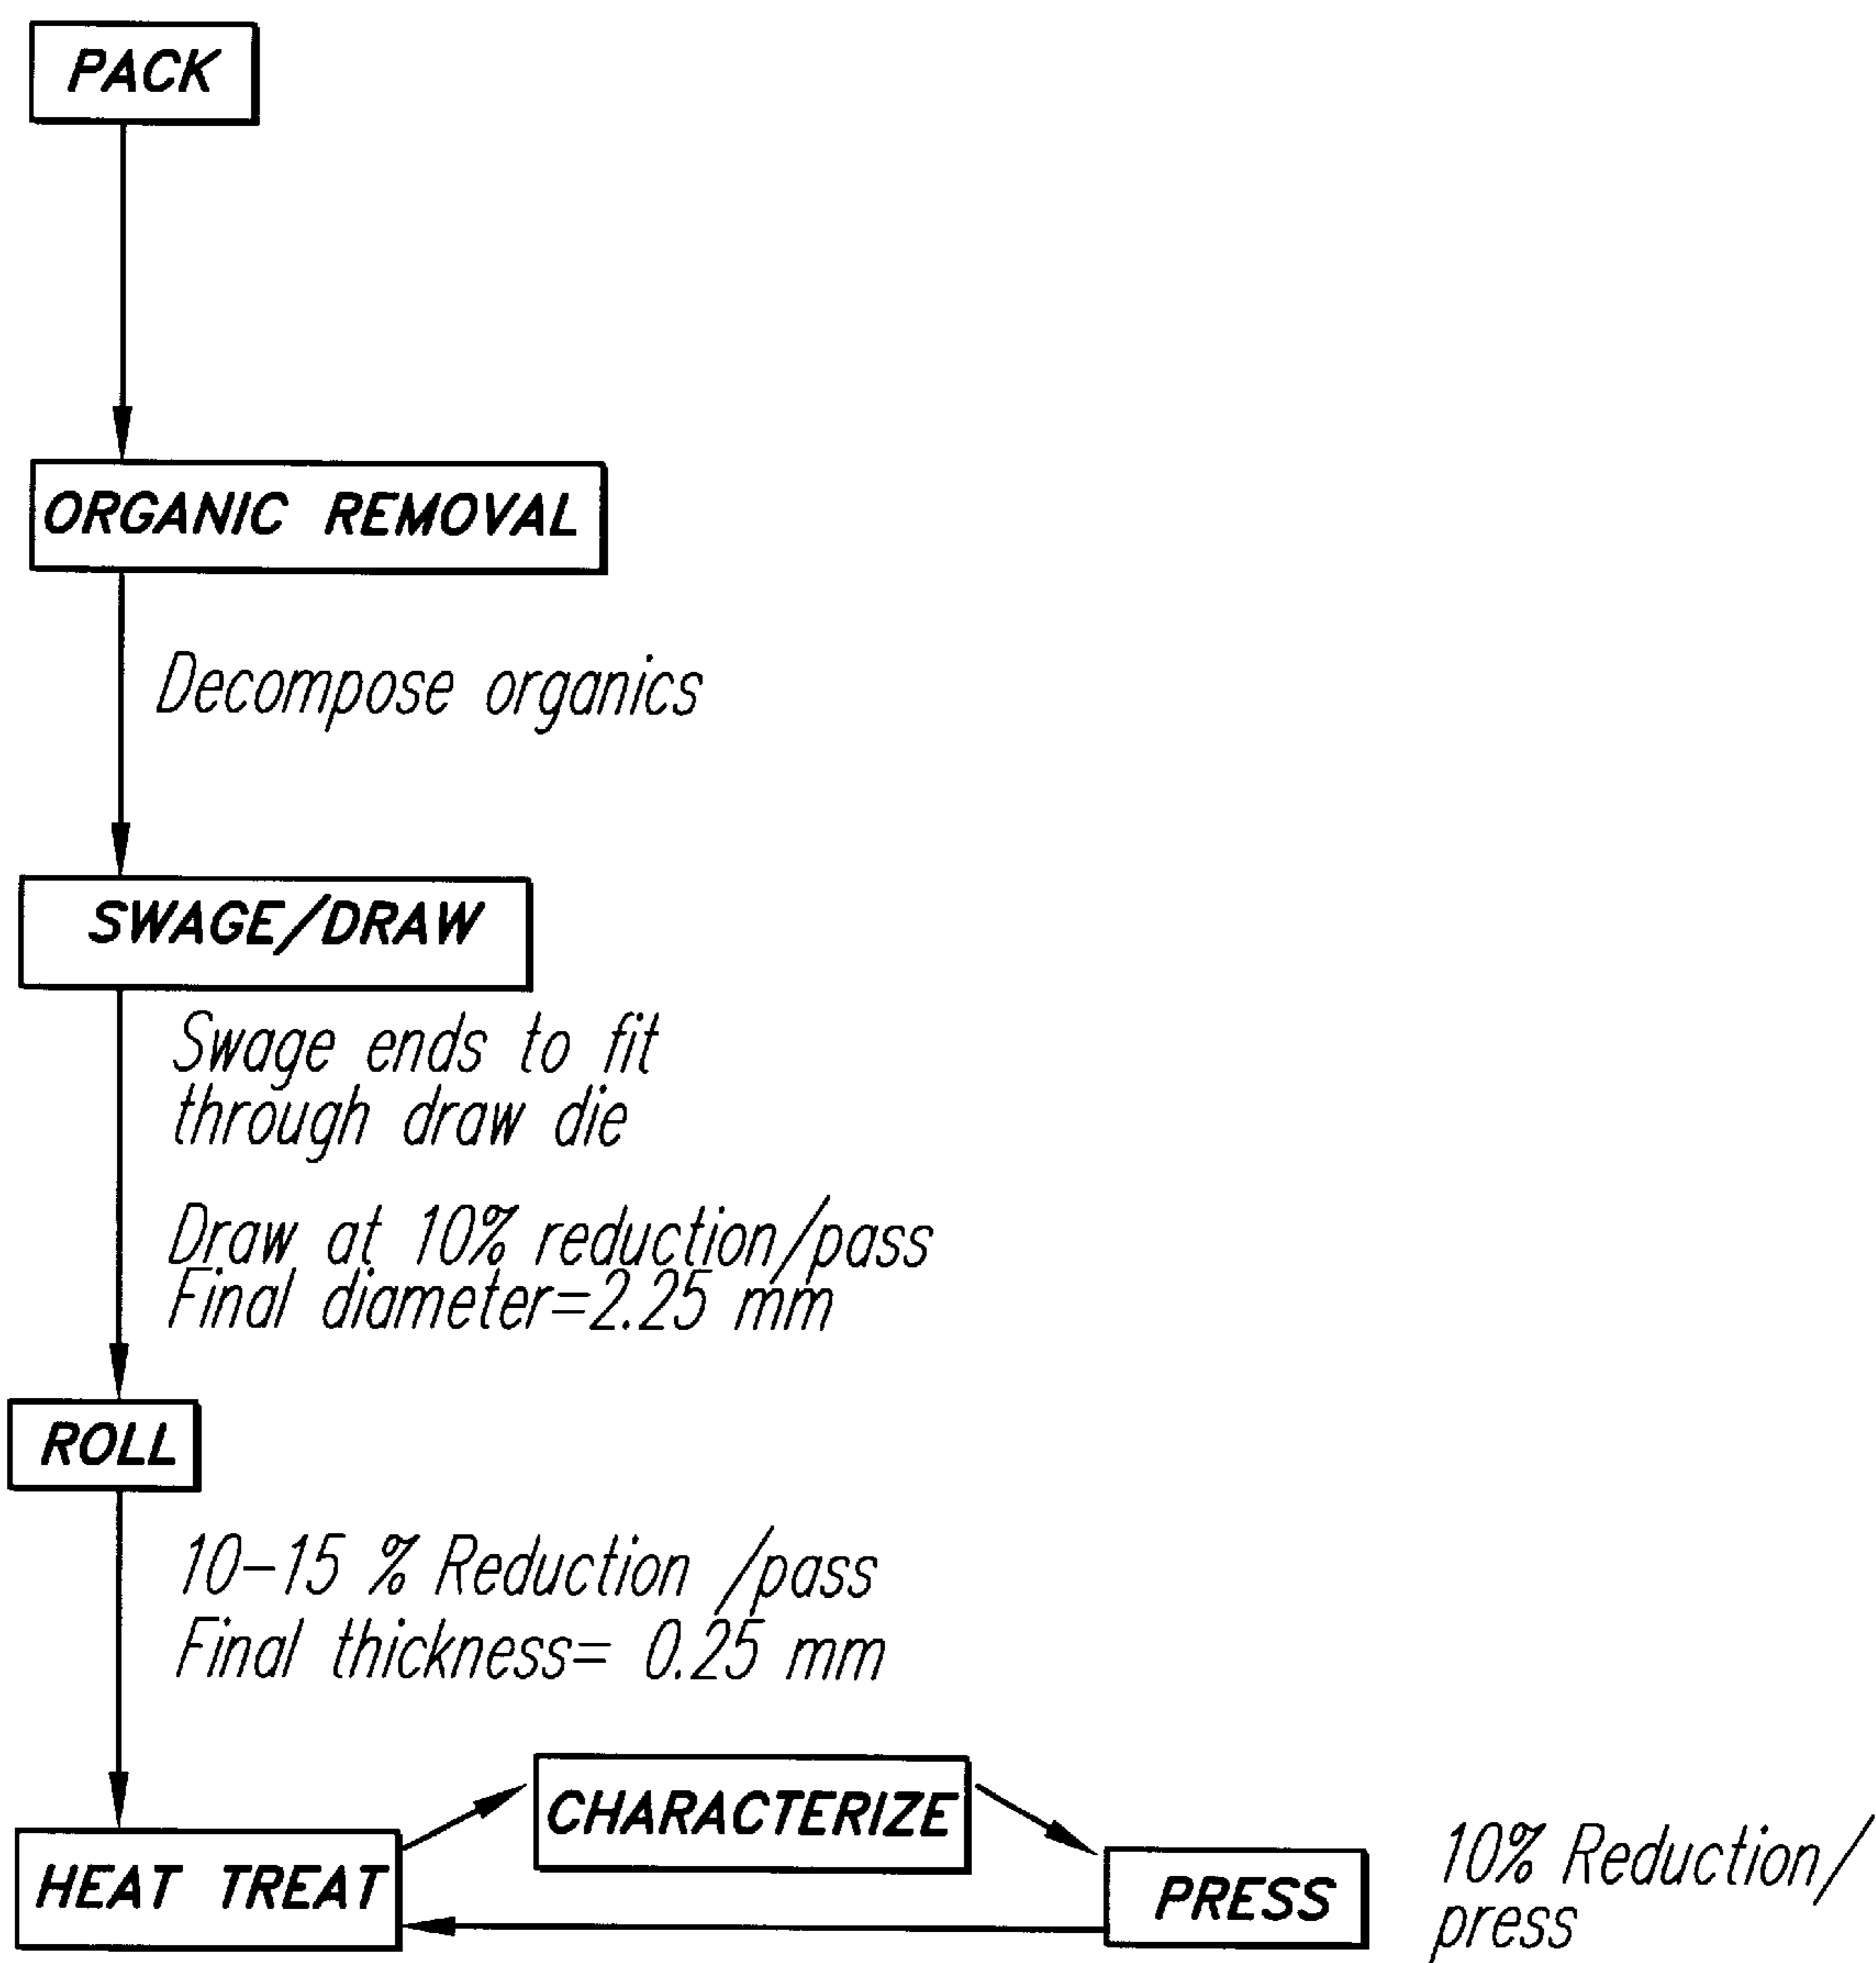 PACK
ORGANIC REMOVAL
Decompose organics
SWAGE/DRAW
Swage ends to fit
through draw die
Draw at 10% reduction/pass
Final diameter=2.25 mm
ROLL
10-15 % Reduction /pass
Final thickness= 0.25 mm
HEAT TREAT
CHARACTERIZE
PRESS
10% Reduction/
press